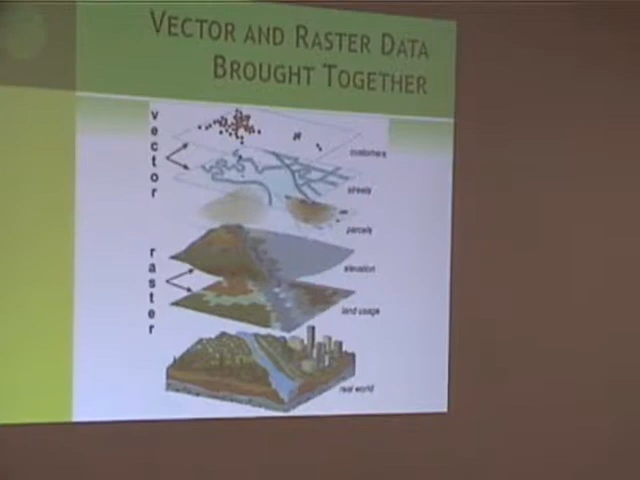 VECTOR AND RASTER DATA
BROUGHT TOGETHER
vector
customers
streets
parcels
raster
elevation
land usage
real world